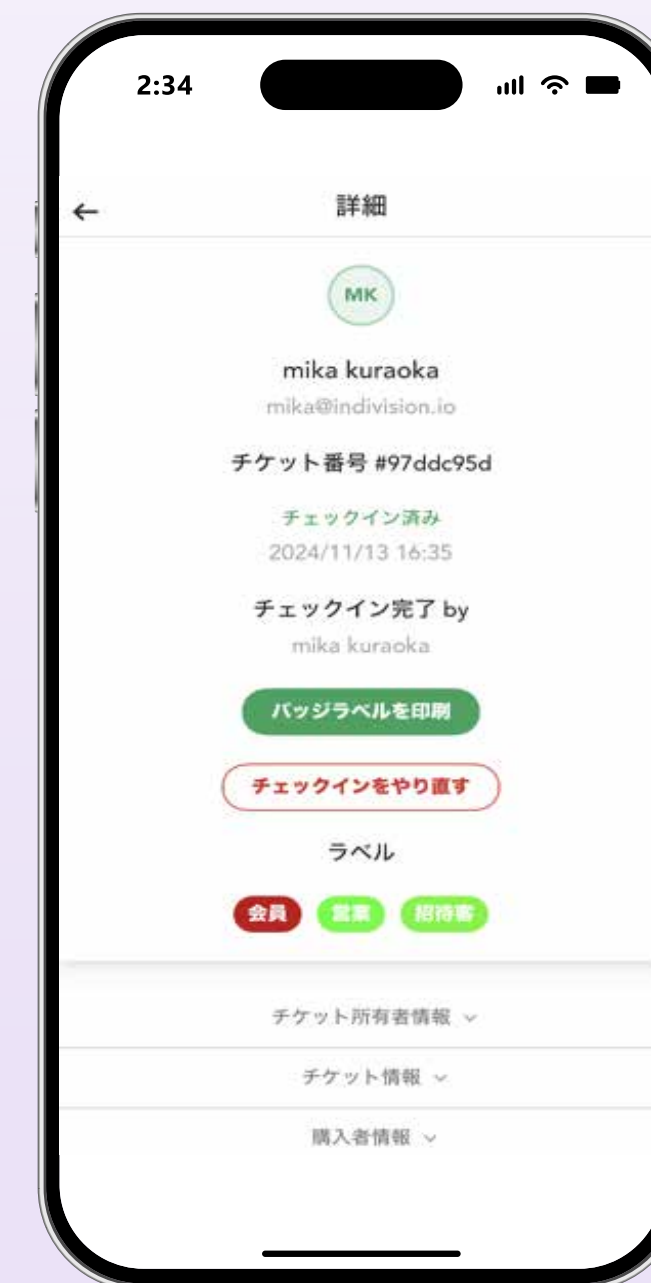 2:34
詳細
MK
mika kuraoka
mika@indivision.io
チケット番号 #97ddc95d
チェックイン済み
2024/11/13 16:35
チェックイン完了 by
mika kuraoka
バッジラベルを印刷
チェックインをやり直す
ラベル
会員 営業 招待客
チケット所有者情報
チケット情報
購入者情報